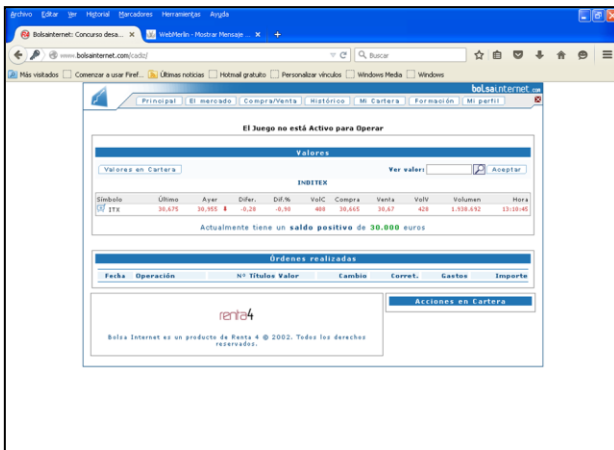 Archivo Editar Ver Historial Marcadores Herramientas Ayuda
Bolsainternet: Concurso desa... WebMerlin - Mostrar Mensaje ...
www.bolsainternet.com/cadiz/ Buscar
Más visitados Comenzar a usar Firef... Últimas noticias Hotmail gratuito Personalizar vínculos Windows Media Windows
bolsainternet.com
Principal El mercado Compra/Venta Histórico Mi Cartera Formación Mi perfil
El Juego no está Activo para Operar
Valores
Valores en Cartera Ver valor: Aceptar
INDITEX
Símbolo Último Ayer Difer. Dif.% VolC Compra Venta VolV Volumen Hora
ITX 30,675 30,955 -0,28 -0,90 400 30,665 30,67 428 1.938.692 13:10:45
Actualmente tiene un saldo positivo de 30.000 euros
Órdenes realizadas
Fecha Operación Nº Títulos Valor Cambio Corret. Gastos Importe
renta4
Bolsa Internet es un producto de Renta 4 @ 2002. Todos los derechos
reservados.
Acciones en Cartera